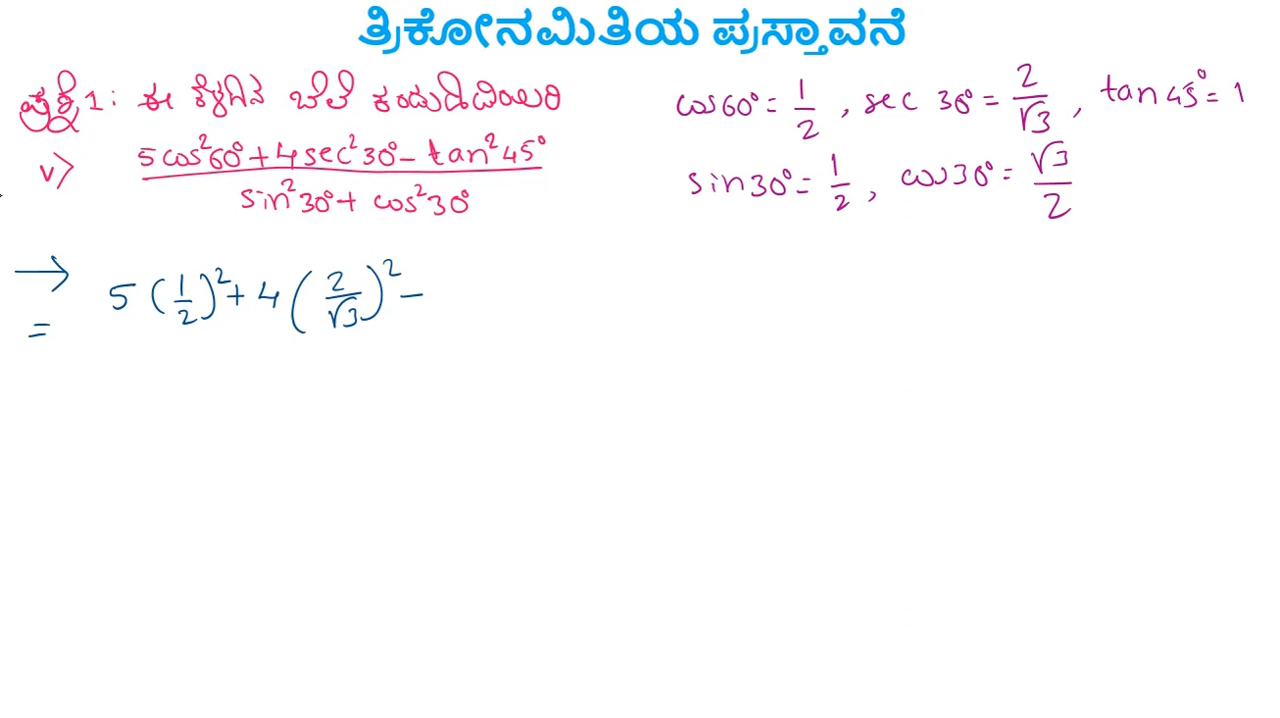 ತ್ರಿಕೋನಮಿತಿಯ ಪ್ರಸ್ತಾವನೆ
ಪ್ರಶ್ನೆ 1: ಈ ಕೆಳಗಿನ ಬೆಲೆ ಕಂಡುಹಿಡಿಯಿರಿ
v) (5cos²60°+4sec²30°-tan²45°)/(sin²30°+cos²30°)
cos60°=1/2, sec 30°=2/√3, tan45°=1
sin30°=1/2, cos30°=√3/2
→ 5(1/2)²+4(2/√3)²-
=